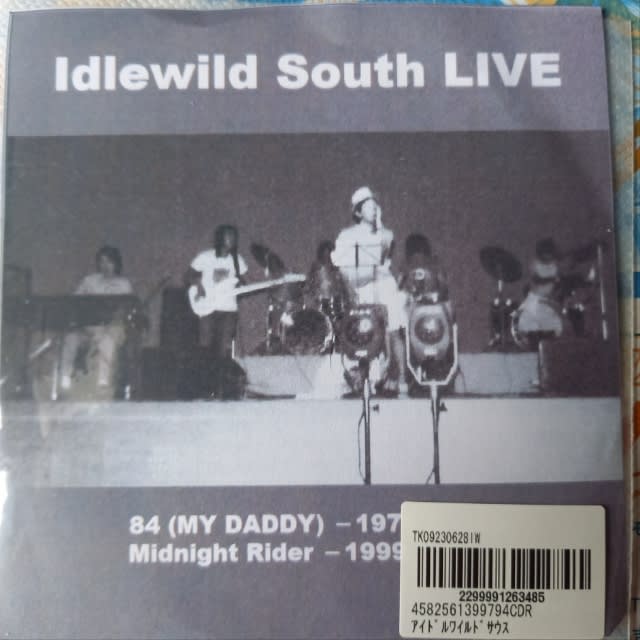 Idlewild South LIVE
84 (MY DADDY) –197
Midnight Rider –1999
TK09230628IW
2299991263485
4582561399794CDR
ｱｲﾄﾞﾙﾜｲﾙﾄﾞｻｳｽ